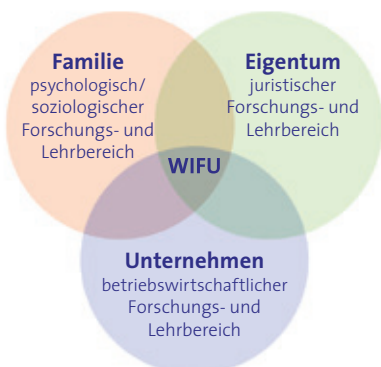 Familie
psychologisch/
soziologischer
Forschungs- und
Lehrbereich
Eigentum
juristischer
Forschungs- und
Lehrbereich
WIFU
Unternehmen
betriebswirtschaftlicher
Forschungs- und
Lehrbereich